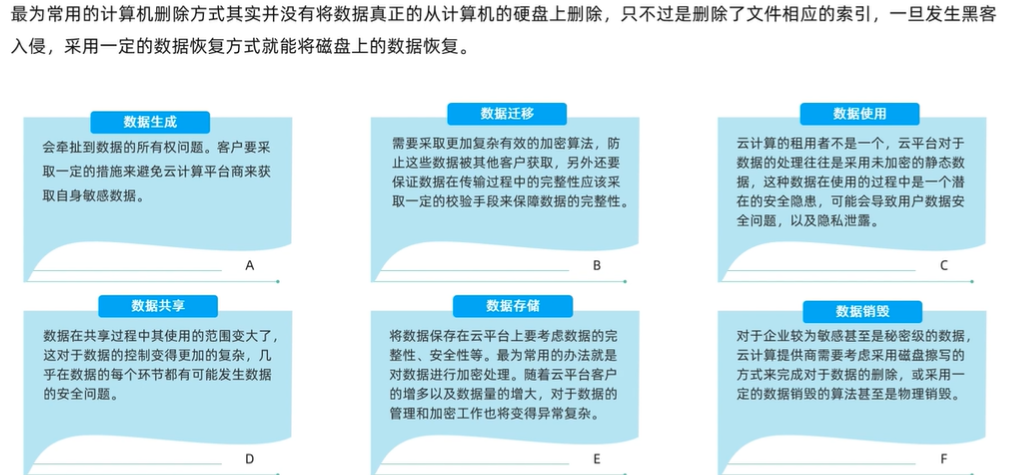 最为常用的计算机删除方式其实并没有将数据真正的从计算机的硬盘上删除，只不过是删除了文件相应的索引，一旦发生黑客
入侵，采用一定的数据恢复方式就能将磁盘上的数据恢复。
数据生成
会牵扯到数据的所有权问题。客户要采
取一定的措施来避免云计算平台商来获
取自身敏感数据。
A
数据迁移
需要采取更加复杂有效的加密算法，防
止这些数据被其他客户获取，另外还要
保证数据在传输过程中的完整性应该采
取一定的校验手段来保障数据的完整性。
B
数据使用
云计算的租用者不是一个，云平台对于
数据的处理往往是采用未加密的静态数
据，这种数据在使用的过程中是一个潜
在的安全隐患，可能会导致用户数据安
全问题，以及隐私泄露。
C
数据共享
数据在共享过程中其使用的范围变大了，
这对于数据的控制变得更加的复杂，几
乎在数据的每个环节都有可能发生数据
的安全问题。
D
数据存储
将数据保存在云平台上要考虑数据的完
整性、安全性等。最为常用的办法就是
对数据进行加密处理。随着云平台客户
的增多以及数据量的增大，对于数据的
管理和加密工作也将变得异常复杂。
E
数据销毁
对于企业较为敏感甚至是秘密级的数据，
云计算提供商需要考虑采用磁盘擦写的
方式来完成对于数据的删除，或采用一
定的数据销毁的算法甚至是物理销毁。
F